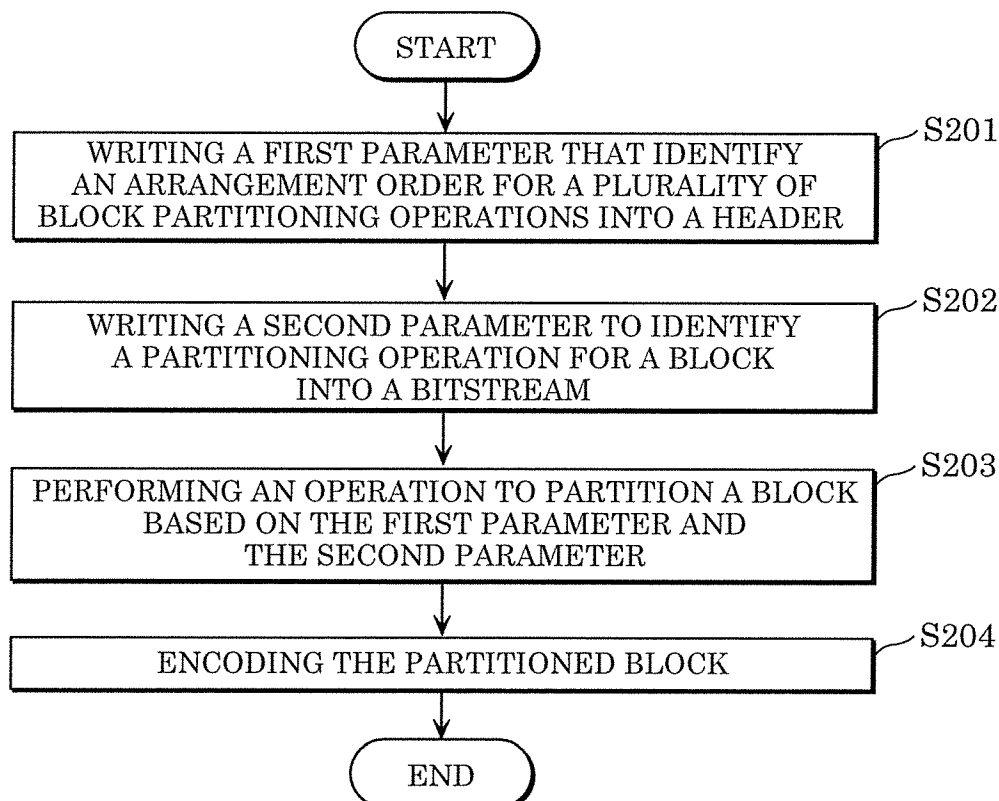 START
S201
WRITING A FIRST PARAMETER THAT IDENTIFY
AN ARRANGEMENT ORDER FOR A PLURALITY OF
BLOCK PARTITIONING OPERATIONS INTO A HEADER
S202
WRITING A SECOND PARAMETER TO IDENTIFY
A PARTITIONING OPERATION FOR A BLOCK
INTO A BITSTREAM
S203
PERFORMING AN OPERATION TO PARTITION A BLOCK
BASED ON THE FIRST PARAMETER AND
THE SECOND PARAMETER
S204
ENCODING THE PARTITIONED BLOCK
END